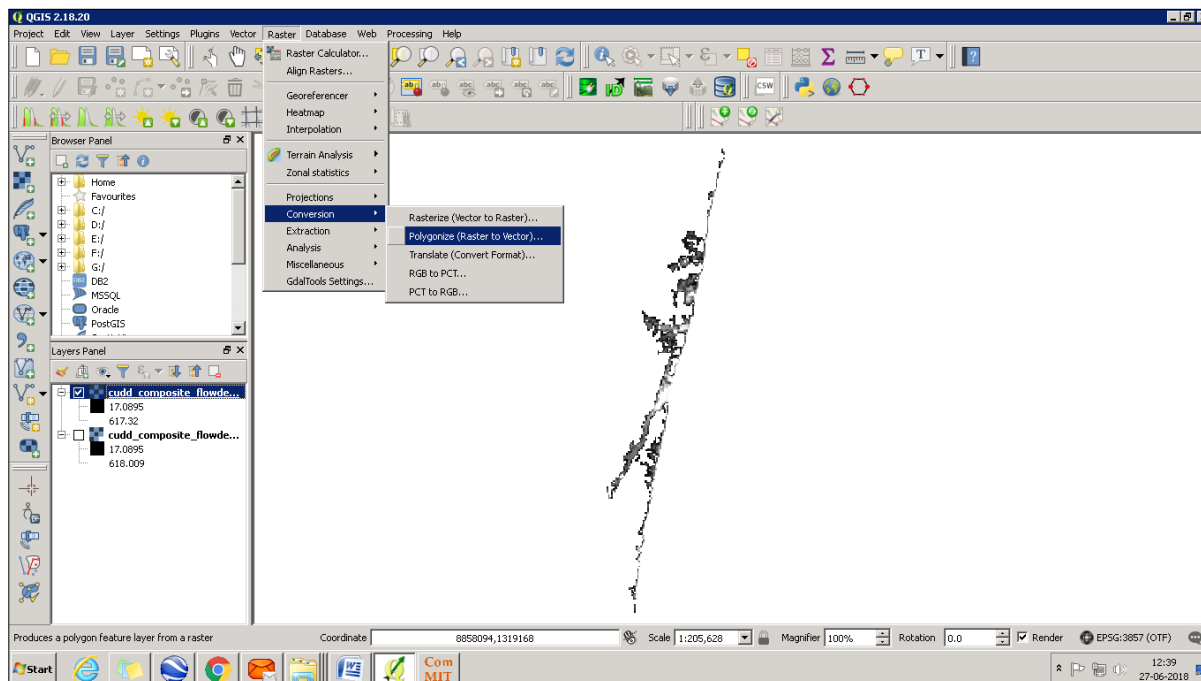 QGIS 2.18.20
Project Edit View Layer Settings Plugins Vector Raster Database Web Processing Help
Raster Calculator...
Align Rasters...
Georeferencer
Heatmap
Interpolation
Terrain Analysis
Zonal statistics
Projections
Conversion
Extraction
Analysis
Miscellaneous
GdalTools Settings...
Rasterize (Vector to Raster)...
Polygonize (Raster to Vector)...
Translate (Convert Format)...
RGB to PCT...
PCT to RGB...
abc abc abc abc abc
CSW
Browser Panel
Home
Favourites
C:/
D:/
E:/
F:/
G:/
DB2
MSSQL
Oracle
PostGIS
Layers Panel
cudd_composite_flowde...
17.0895
617.32
cudd_composite_flowde...
17.0895
618.009
Produces a polygon feature layer from a raster
Coordinate 8858094,1319168 Scale 1:205,628 Magnifier 100% Rotation 0.0 Render EPSG:3857 (OTF)
Start
Com
MIT
12:39
27-06-2018